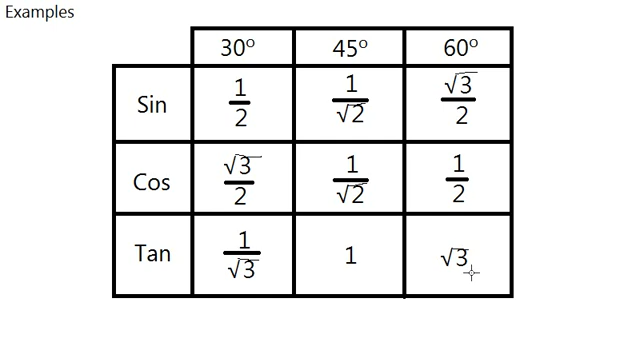 Examples
30° 45° 60°
Sin 1/2 1/√2 √3/2
Cos √3/2 1/√2 1/2
Tan 1/√3 1 √3